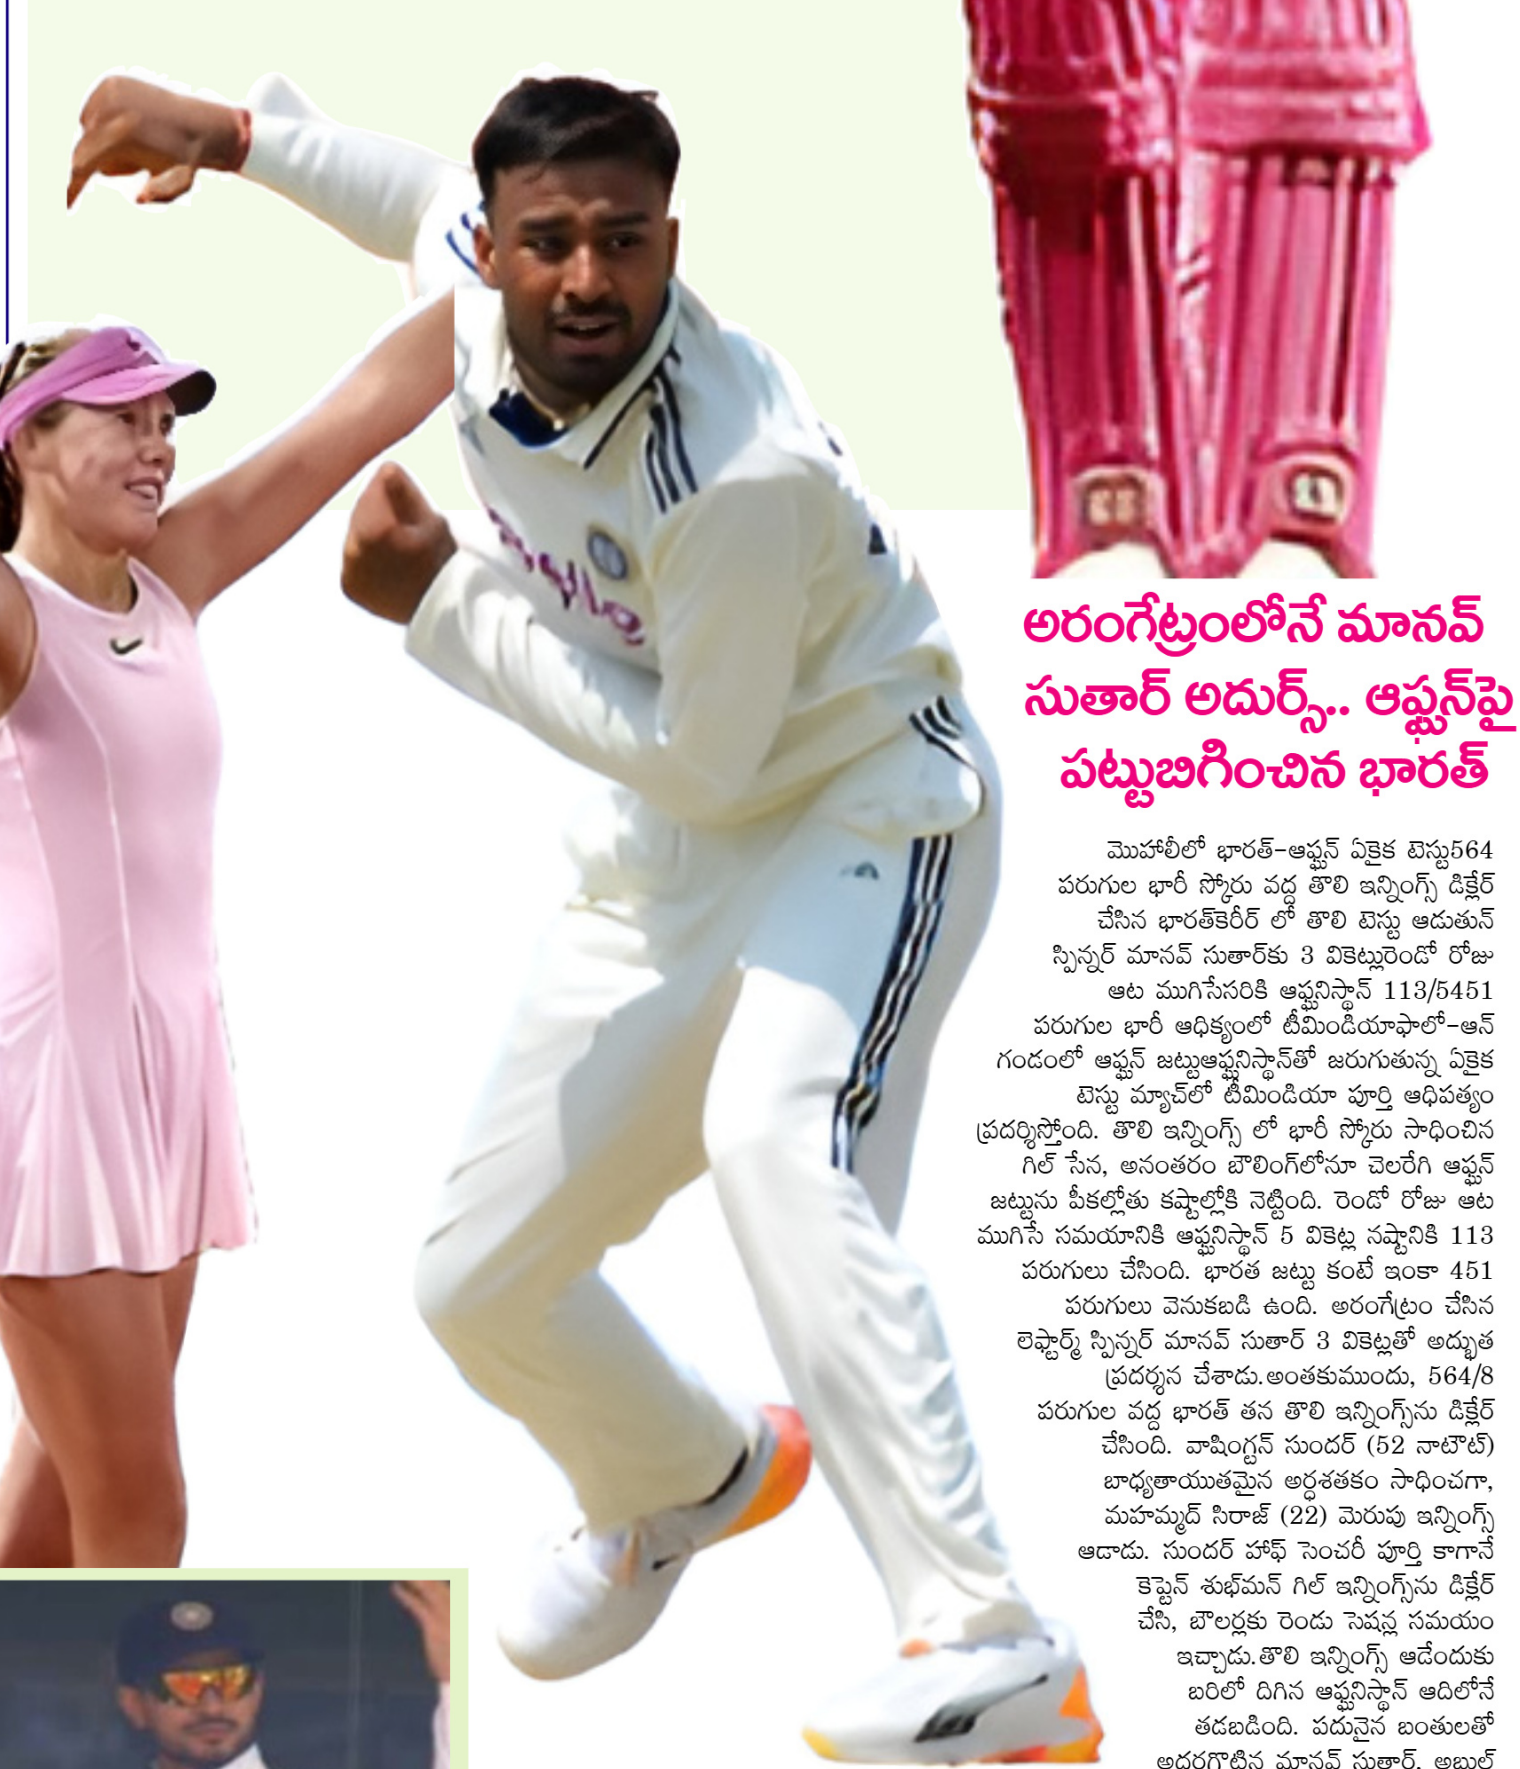 అరంగేట్రంలోనే మానవ్
సుతార్ అదుర్స్.. ఆఫ్ఘన్‌పై
పట్టుబిగించిన భారత్
మొహాలీలో భారత్-ఆఫ్ఘన్ ఏకైక టెస్టు564
పరుగుల భారీ స్కోరు వద్ద తొలి ఇన్నింగ్స్ డిక్లేర్
చేసిన భారత్‌కెరీర్ లో తొలి టెస్టు ఆడుతున్
స్పిన్నర్ మానవ్ సుతార్‌కు 3 వికెట్లురెండో రోజు
ఆట ముగిసేసరికి ఆఫ్ఘనిస్థాన్ 113/5451
పరుగుల భారీ ఆధిక్యంలో టీమిండియాఫాలో-ఆన్
గండంలో ఆఫ్ఘన్ జట్టుఆఫ్ఘనిస్థాన్‌తో జరుగుతున్న ఏకైక
టెస్టు మ్యాచ్‌లో టీమిండియా పూర్తి ఆధిపత్యం
ప్రదర్శిస్తోంది. తొలి ఇన్నింగ్స్ లో భారీ స్కోరు సాధించిన
గిల్ సేన, అనంతరం బౌలింగ్‌లోనూ చెలరేగి ఆఫ్ఘన్
జట్టును పీకల్లోతు కష్టాల్లోకి నెట్టింది. రెండో రోజు ఆట
ముగిసే సమయానికి ఆఫ్ఘనిస్థాన్ 5 వికెట్ల నష్టానికి 113
పరుగులు చేసింది. భారత జట్టు కంటే ఇంకా 451
పరుగులు వెనుకబడి ఉంది. అరంగేట్రం చేసిన
లెఫ్టార్మ్ స్పిన్నర్ మానవ్ సుతార్ 3 వికెట్లతో అద్భుత
ప్రదర్శన చేశాడు.అంతకుముందు, 564/8
పరుగుల వద్ద భారత్ తన తొలి ఇన్నింగ్స్‌ను డిక్లేర్
చేసింది. వాషింగ్టన్ సుందర్ (52 నాటౌట్)
బాధ్యతాయుతమైన అర్ధశతకం సాధించగా,
మహమ్మద్ సిరాజ్ (22) మెరుపు ఇన్నింగ్స్
ఆడాడు. సుందర్ హాఫ్ సెంచరీ పూర్తి కాగానే
కెప్టెన్ శుభ్‌మన్ గిల్ ఇన్నింగ్స్‌ను డిక్లేర్
చేసి, బౌలర్లకు రెండు సెషన్ల సమయం
ఇచ్చాడు.తొలి ఇన్నింగ్స్ ఆడేందుకు
బరిలో దిగిన ఆఫ్ఘనిస్థాన్ ఆదిలోనే
తడబడింది. పదునైన బంతులతో
అదరగొట్టిన మానవ్ సుతార్, అబుల్